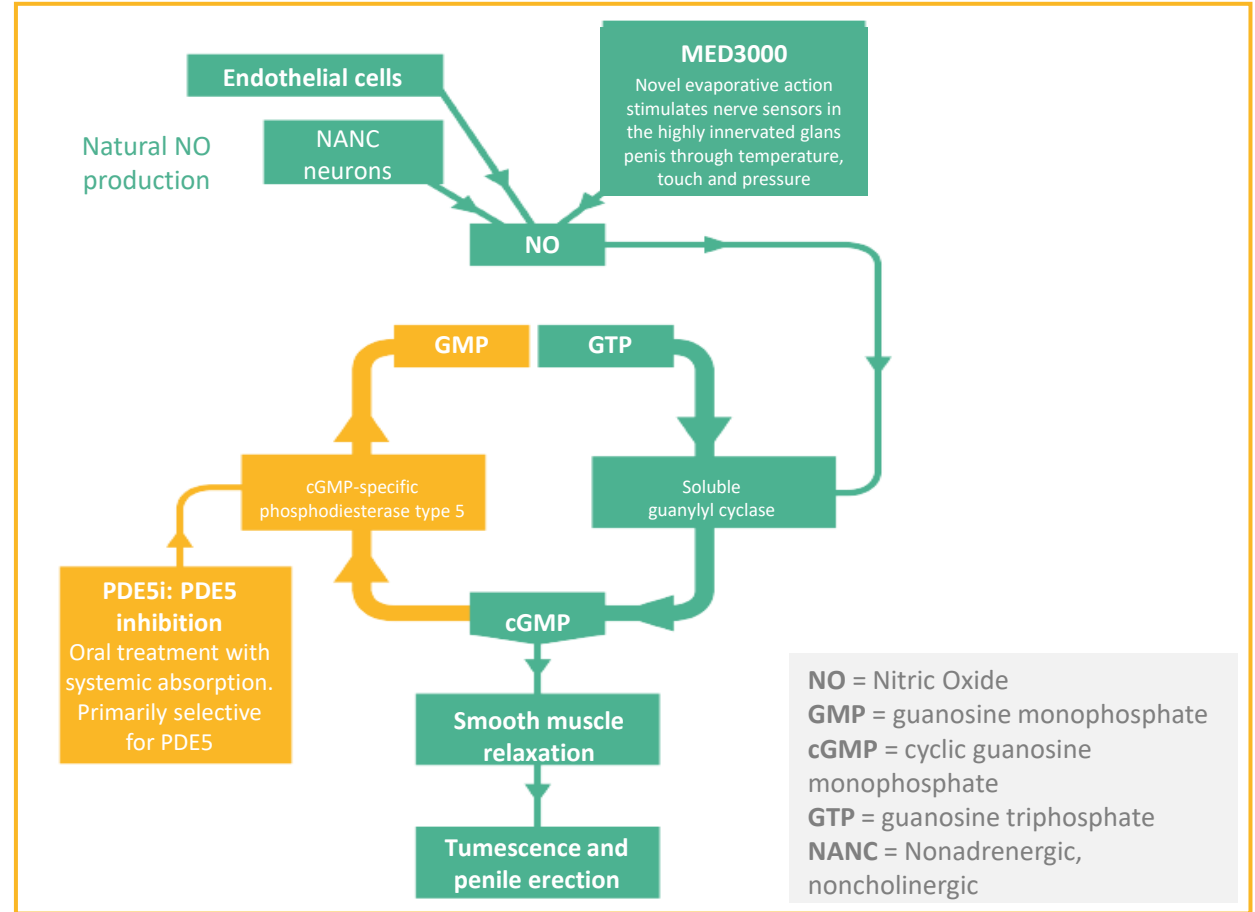 Endothelial cells
MED3000
Novel evaporative action
stimulates nerve sensors in
the highly innervated glans
penis through temperature,
touch and pressure
Natural NO
production
NANC
neurons
NO
GMP
GTP
cGMP-specific
phosphodiesterase type 5
Soluble
guanylyl cyclase
PDE5i: PDE5
inhibition
Oral treatment with
systemic absorption.
Primarily selective
for PDE5
cGMP
Smooth muscle
relaxation
Tumescence and
penile erection
NO = Nitric Oxide
GMP = guanosine monophosphate
cGMP = cyclic guanosine
monophosphate
GTP = guanosine triphosphate
NANC = Nonadrenergic,
noncholinergic